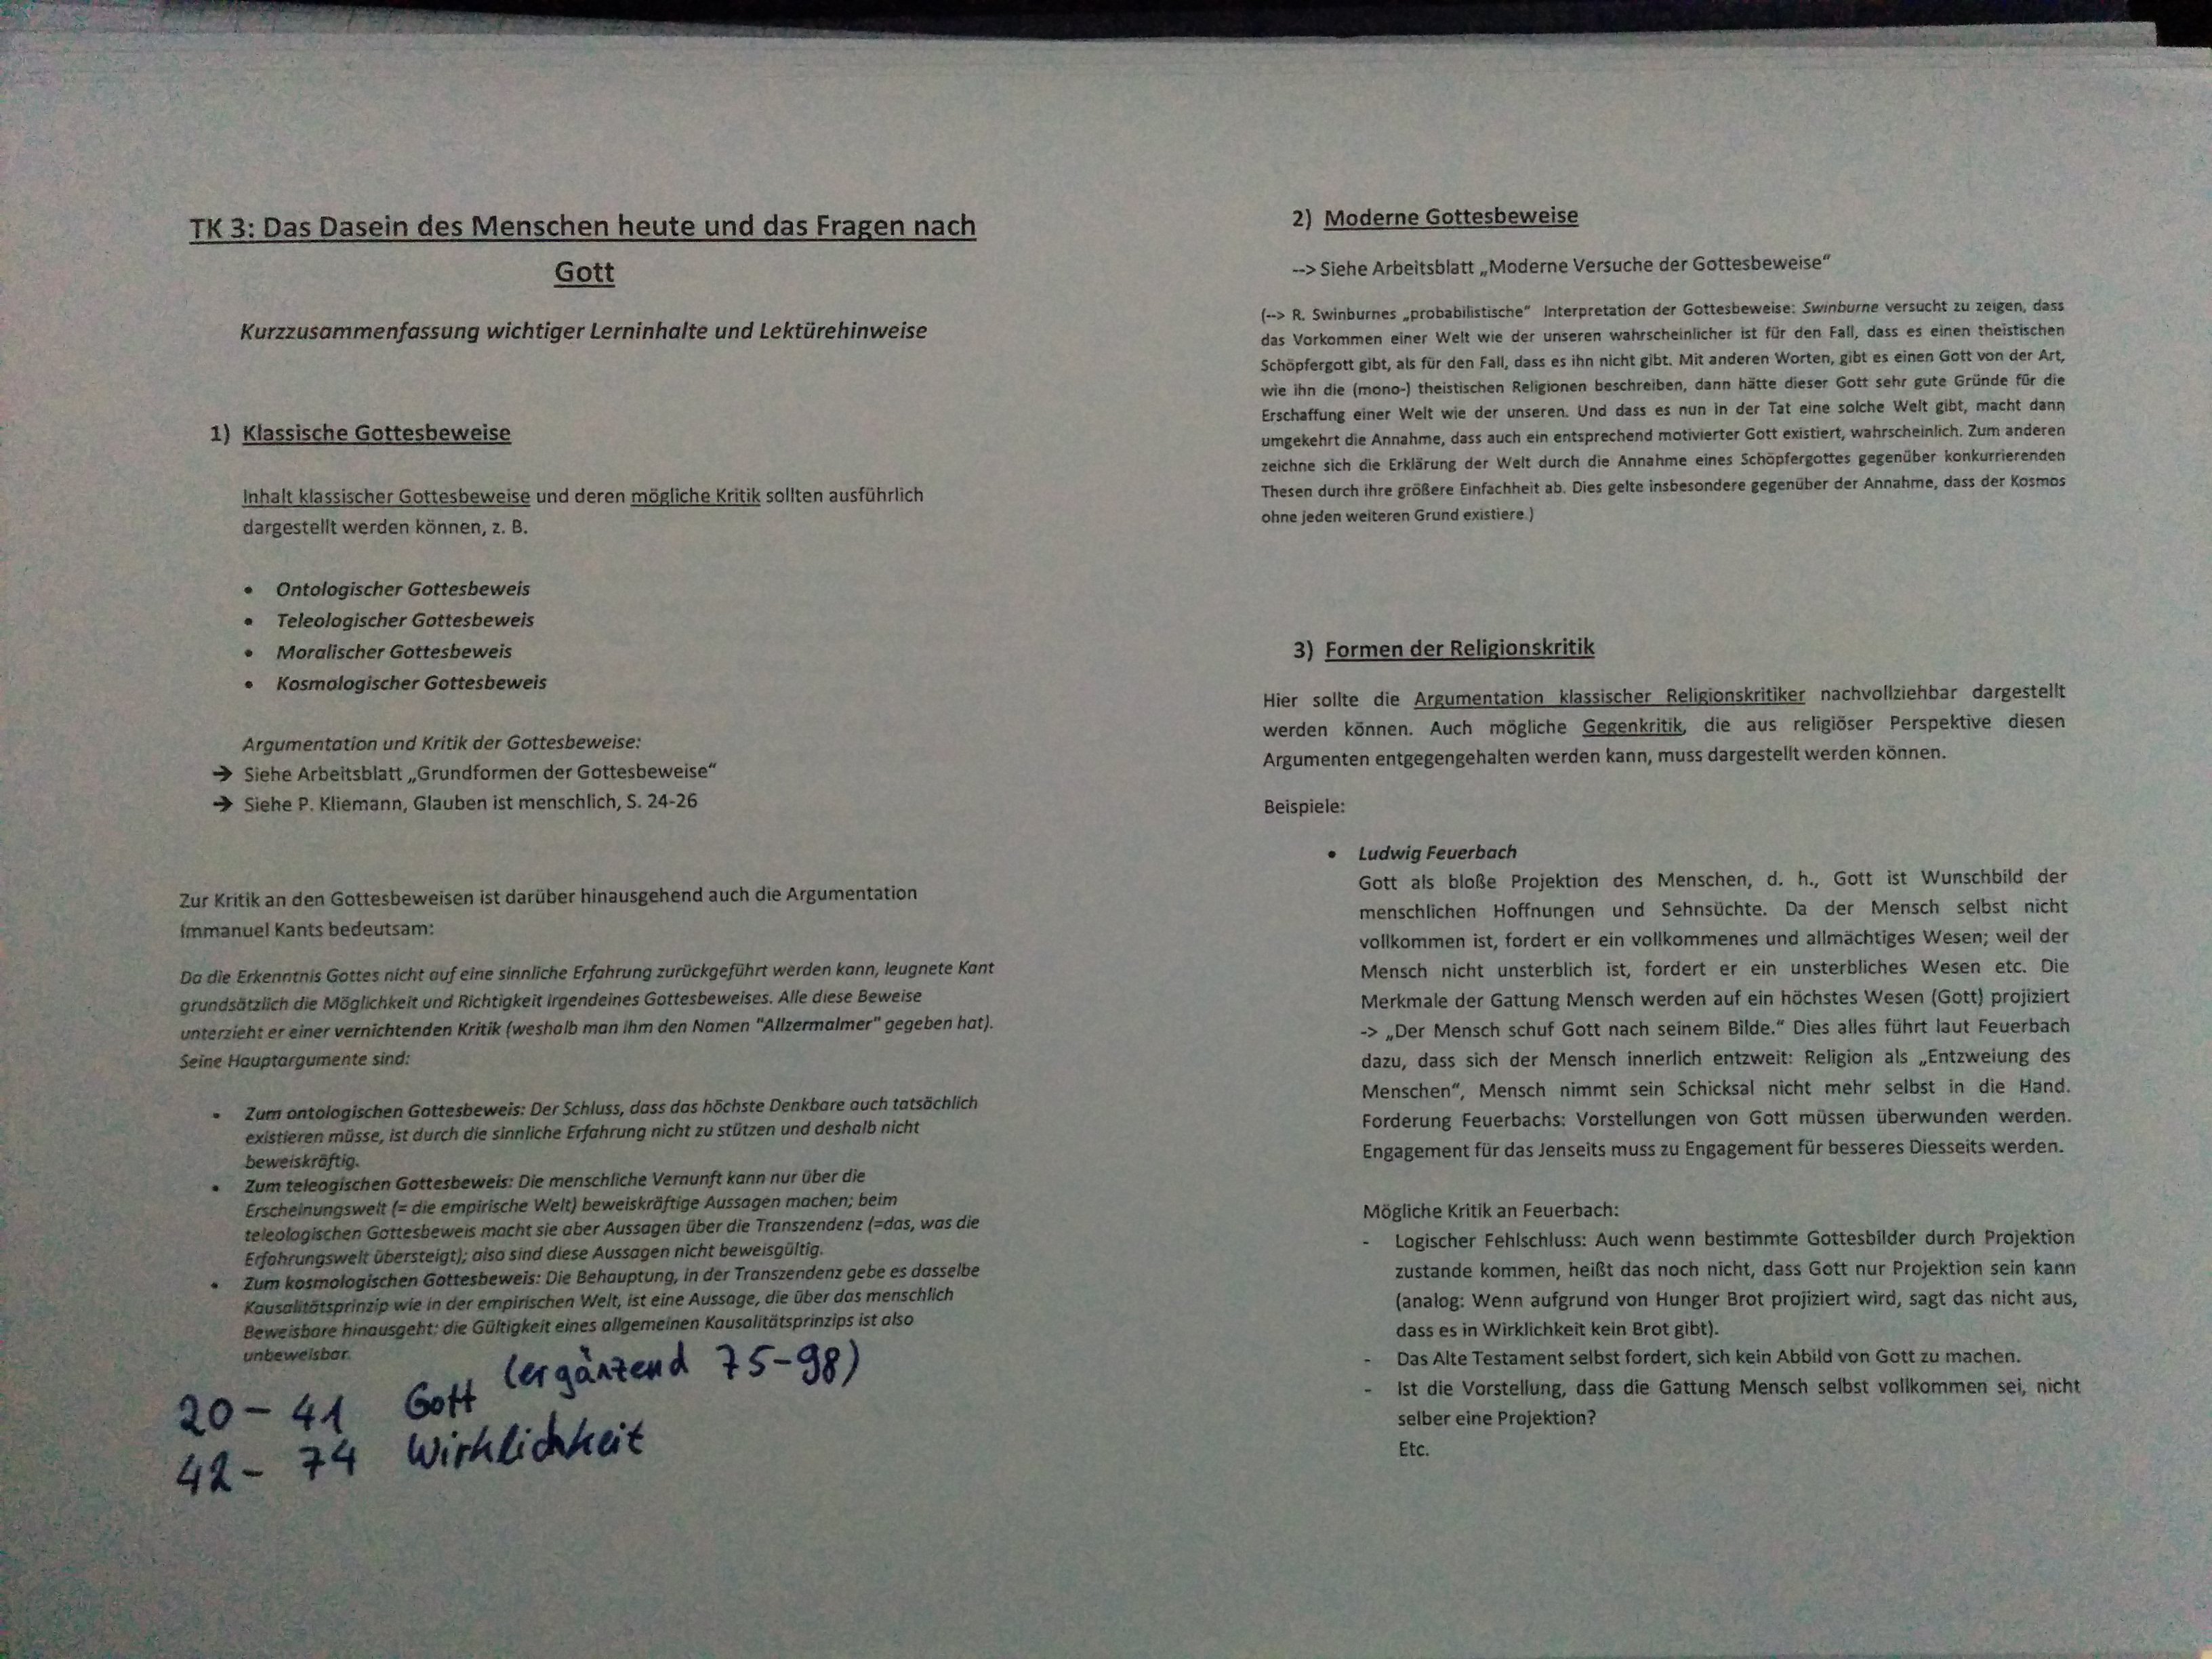 TK 3: Das Dasein des Menschen heute und das Fragen nach
Gott
Kurzzusammenfassung wichtiger Lerninhalte und Lektürehinweise
1) Klassische Gottesbeweise
Inhalt klassischer Gottesbeweise und deren mögliche Kritik sollten ausführlich
dargestellt werden können, z. B.
• Ontologischer Gottesbeweis
• Teleologischer Gottesbeweis
• Moralischer Gottesbeweis
• Kosmologischer Gottesbeweis
Argumentation und Kritik der Gottesbeweise:
→ Siehe Arbeitsblatt „Grundformen der Gottesbeweise“
→ Siehe P. Kliemann, Glauben ist menschlich, S. 24-26
Zur Kritik an den Gottesbeweisen ist darüber hinausgehend auch die Argumentation
Immanuel Kants bedeutsam:
Da die Erkenntnis Gottes nicht auf eine sinnliche Erfahrung zurückgeführt werden kann, leugnete Kant
grundsätzlich die Möglichkeit und Richtigkeit irgendeines Gottesbeweises. Alle diese Beweise
unterzieht er einer vernichtenden Kritik (weshalb man ihm den Namen "Allzermalmer" gegeben hat).
Seine Hauptargumente sind:
• Zum ontologischen Gottesbeweis: Der Schluss, dass das höchste Denkbare auch tatsächlich
existieren müsse, ist durch die sinnliche Erfahrung nicht zu stützen und deshalb nicht
beweiskräftig.
• Zum teleogischen Gottesbeweis: Die menschliche Vernunft kann nur über die
Erscheinungswelt (= die empirische Welt) beweiskräftige Aussagen machen; beim
teleologischen Gottesbeweis macht sie aber Aussagen über die Transzendenz (=das, was die
Erfahrungswelt übersteigt); also sind diese Aussagen nicht beweisgültig.
• Zum kosmologischen Gottesbeweis: Die Behauptung, in der Transzendenz gebe es dasselbe
Kausalitätsprinzip wie in der empirischen Welt, ist eine Aussage, die über das menschlich
Beweisbare hinausgeht; die Gültigkeit eines allgemeinen Kausalitätsprinzips ist also
unbeweisbar.
20 – 41 Gott (ergänzend 75-98)
42 – 74 Wirklichkeit
2) Moderne Gottesbeweise
--> Siehe Arbeitsblatt „Moderne Versuche der Gottesbeweise“
(--> R. Swinburnes „probabilistische“ Interpretation der Gottesbeweise: Swinburne versucht zu zeigen, dass
das Vorkommen einer Welt wie der unseren wahrscheinlicher ist für den Fall, dass es einen theistischen
Schöpfergott gibt, als für den Fall, dass es ihn nicht gibt. Mit anderen Worten, gibt es einen Gott von der Art,
wie ihn die (mono-) theistischen Religionen beschreiben, dann hätte dieser Gott sehr gute Gründe für die
Erschaffung einer Welt wie der unseren. Und dass es nun in der Tat eine solche Welt gibt, macht dann
umgekehrt die Annahme, dass auch ein entsprechend motivierter Gott existiert, wahrscheinlich. Zum anderen
zeichne sich die Erklärung der Welt durch die Annahme eines Schöpfergottes gegenüber konkurrierenden
Thesen durch ihre größere Einfachheit ab. Dies gelte insbesondere gegenüber der Annahme, dass der Kosmos
ohne jeden weiteren Grund existiere.)
3) Formen der Religionskritik
Hier sollte die Argumentation klassischer Religionskritiker nachvollziehbar dargestellt
werden können. Auch mögliche Gegenkritik, die aus religiöser Perspektive diesen
Argumenten entgegengehalten werden kann, muss dargestellt werden können.
Beispiele:
• Ludwig Feuerbach
Gott als bloße Projektion des Menschen, d. h., Gott ist Wunschbild der
menschlichen Hoffnungen und Sehnsüchte. Da der Mensch selbst nicht
vollkommen ist, fordert er ein vollkommenes und allmächtiges Wesen; weil der
Mensch nicht unsterblich ist, fordert er ein unsterbliches Wesen etc. Die
Merkmale der Gattung Mensch werden auf ein höchstes Wesen (Gott) projiziert
-> „Der Mensch schuf Gott nach seinem Bilde.“ Dies alles führt laut Feuerbach
dazu, dass sich der Mensch innerlich entzweit: Religion als „Entzweiung des
Menschen“, Mensch nimmt sein Schicksal nicht mehr selbst in die Hand.
Forderung Feuerbachs: Vorstellungen von Gott müssen überwunden werden.
Engagement für das Jenseits muss zu Engagement für besseres Diesseits werden.
Mögliche Kritik an Feuerbach:
- Logischer Fehlschluss: Auch wenn bestimmte Gottesbilder durch Projektion
zustande kommen, heißt das noch nicht, dass Gott nur Projektion sein kann
(analog: Wenn aufgrund von Hunger Brot projiziert wird, sagt das nicht aus,
dass es in Wirklichkeit kein Brot gibt).
- Das Alte Testament selbst fordert, sich kein Abbild von Gott zu machen.
- Ist die Vorstellung, dass die Gattung Mensch selbst vollkommen sei, nicht
selber eine Projektion?
Etc.